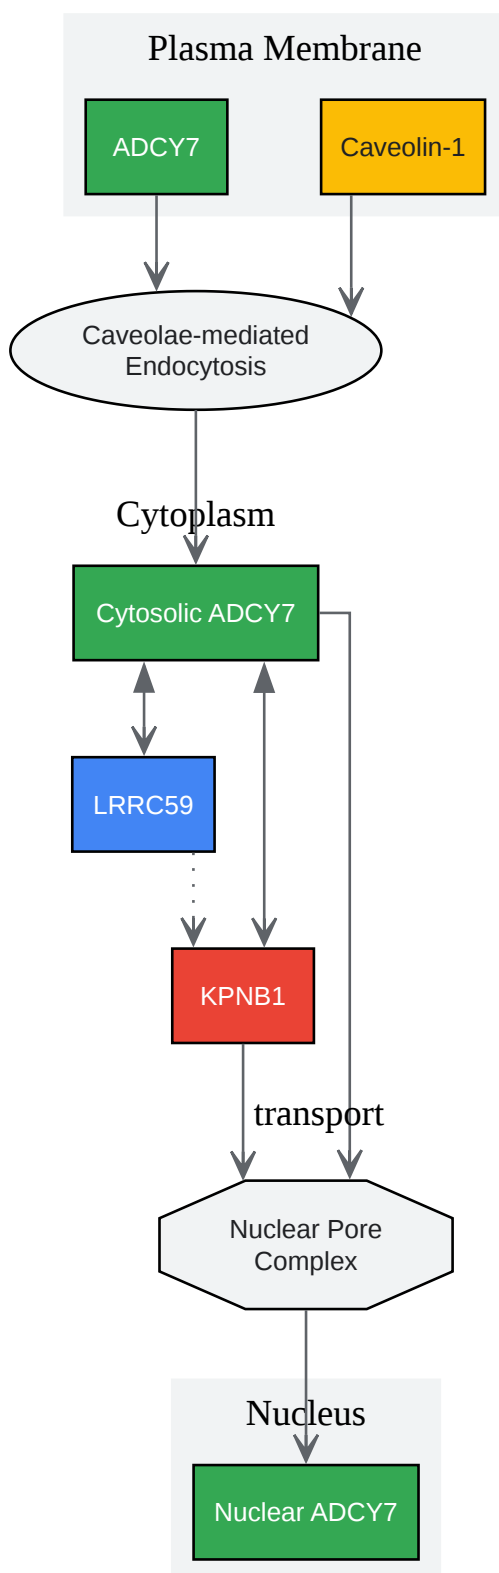 Plasma Membrane
ADCY7
Caveolin-1
Caveolae-mediated
Endocytosis
Cytoplasm
Cytosolic ADCY7
LRRC59
KPNB1
transport
Nuclear Pore
Complex
Nucleus
Nuclear ADCY7